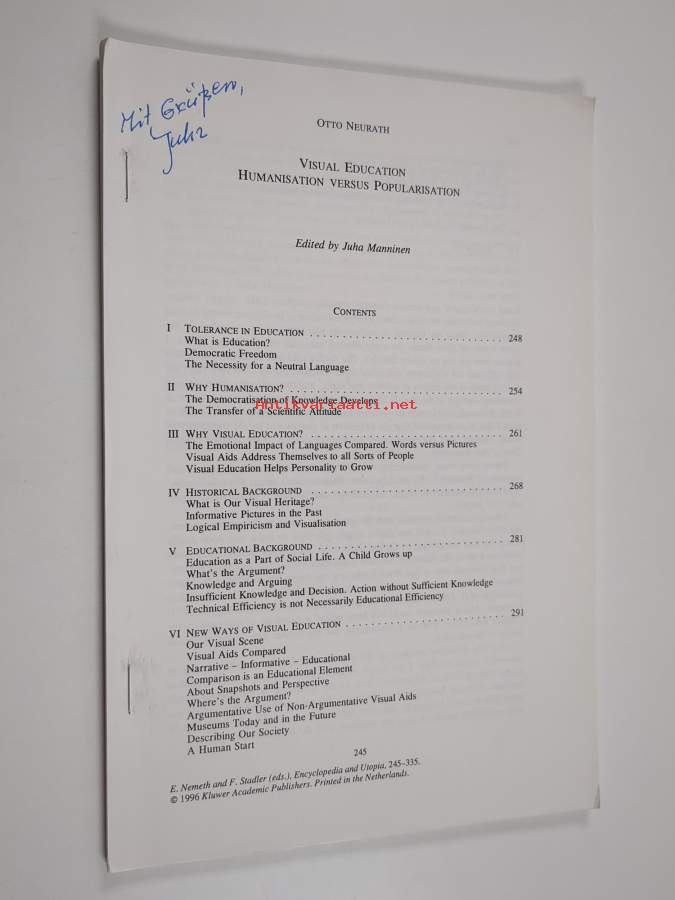 Mit Grüßen,
Juha
OTTO NEURATH
VISUAL EDUCATION
HUMANISATION VERSUS POPULARISATION
Edited by Juha Manninen
CONTENTS
I TOLERANCE IN EDUCATION . . . . . . . . . . . . . . . . . . . . . . . . . . . . . . 248
What is Education?
Democratic Freedom
The Necessity for a Neutral Language
II WHY HUMANISATION? . . . . . . . . . . . . . . . . . . . . . . . . . . . . . . . . . 254
The Democratisation of Knowledge Develops
antikvariaatti.net
The Transfer of a Scientific Attitude
III WHY VISUAL EDUCATION? . . . . . . . . . . . . . . . . . . . . . . . . . . . . . . 261
The Emotional Impact of Languages Compared. Words versus Pictures
Visual Aids Address Themselves to all Sorts of People
Visual Education Helps Personality to Grow
IV HISTORICAL BACKGROUND . . . . . . . . . . . . . . . . . . . . . . . . . . . . . . 268
What is Our Visual Heritage?
Informative Pictures in the Past
Logical Empiricism and Visualisation
V EDUCATIONAL BACKGROUND . . . . . . . . . . . . . . . . . . . . . . . . . . . . . 281
Education as a Part of Social Life. A Child Grows up
What's the Argument?
Knowledge and Arguing
Insufficient Knowledge and Decision. Action without Sufficient Knowledge
Technical Efficiency is not Necessarily Educational Efficiency
VI NEW WAYS OF VISUAL EDUCATION . . . . . . . . . . . . . . . . . . . . . . . . . 291
Our Visual Scene
Visual Aids Compared
Narrative – Informative – Educational
Comparison is an Educational Element
About Snapshots and Perspective
Where's the Argument?
Argumentative Use of Non-Argumentative Visual Aids
Museums Today and in the Future
Describing Our Society
A Human Start
245
E. Nemeth and F. Stadler (eds.), Encyclopedia and Utopia, 245–335.
© 1996 Kluwer Academic Publishers. Printed in the Netherlands.